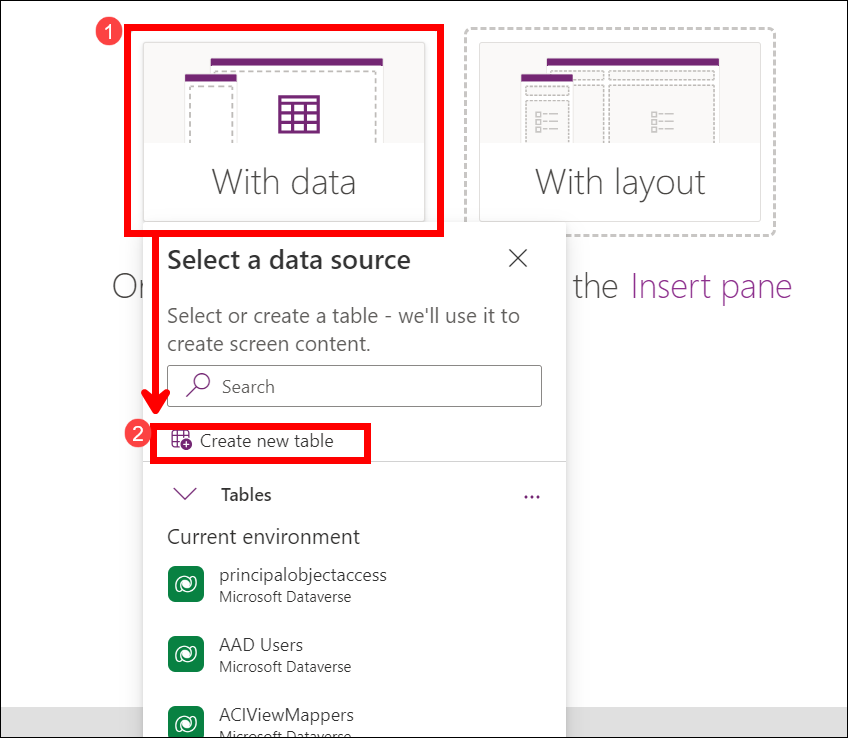 1
With data
With layout
Select a data source
Or
the Insert pane
Select or create a table - we'll use it to
create screen content.
Search
2
Create new table
Tables
...
Current environment
principalobjectaccess
Microsoft Dataverse
AAD Users
Microsoft Dataverse
ACIViewMappers
Microsoft Dataverse